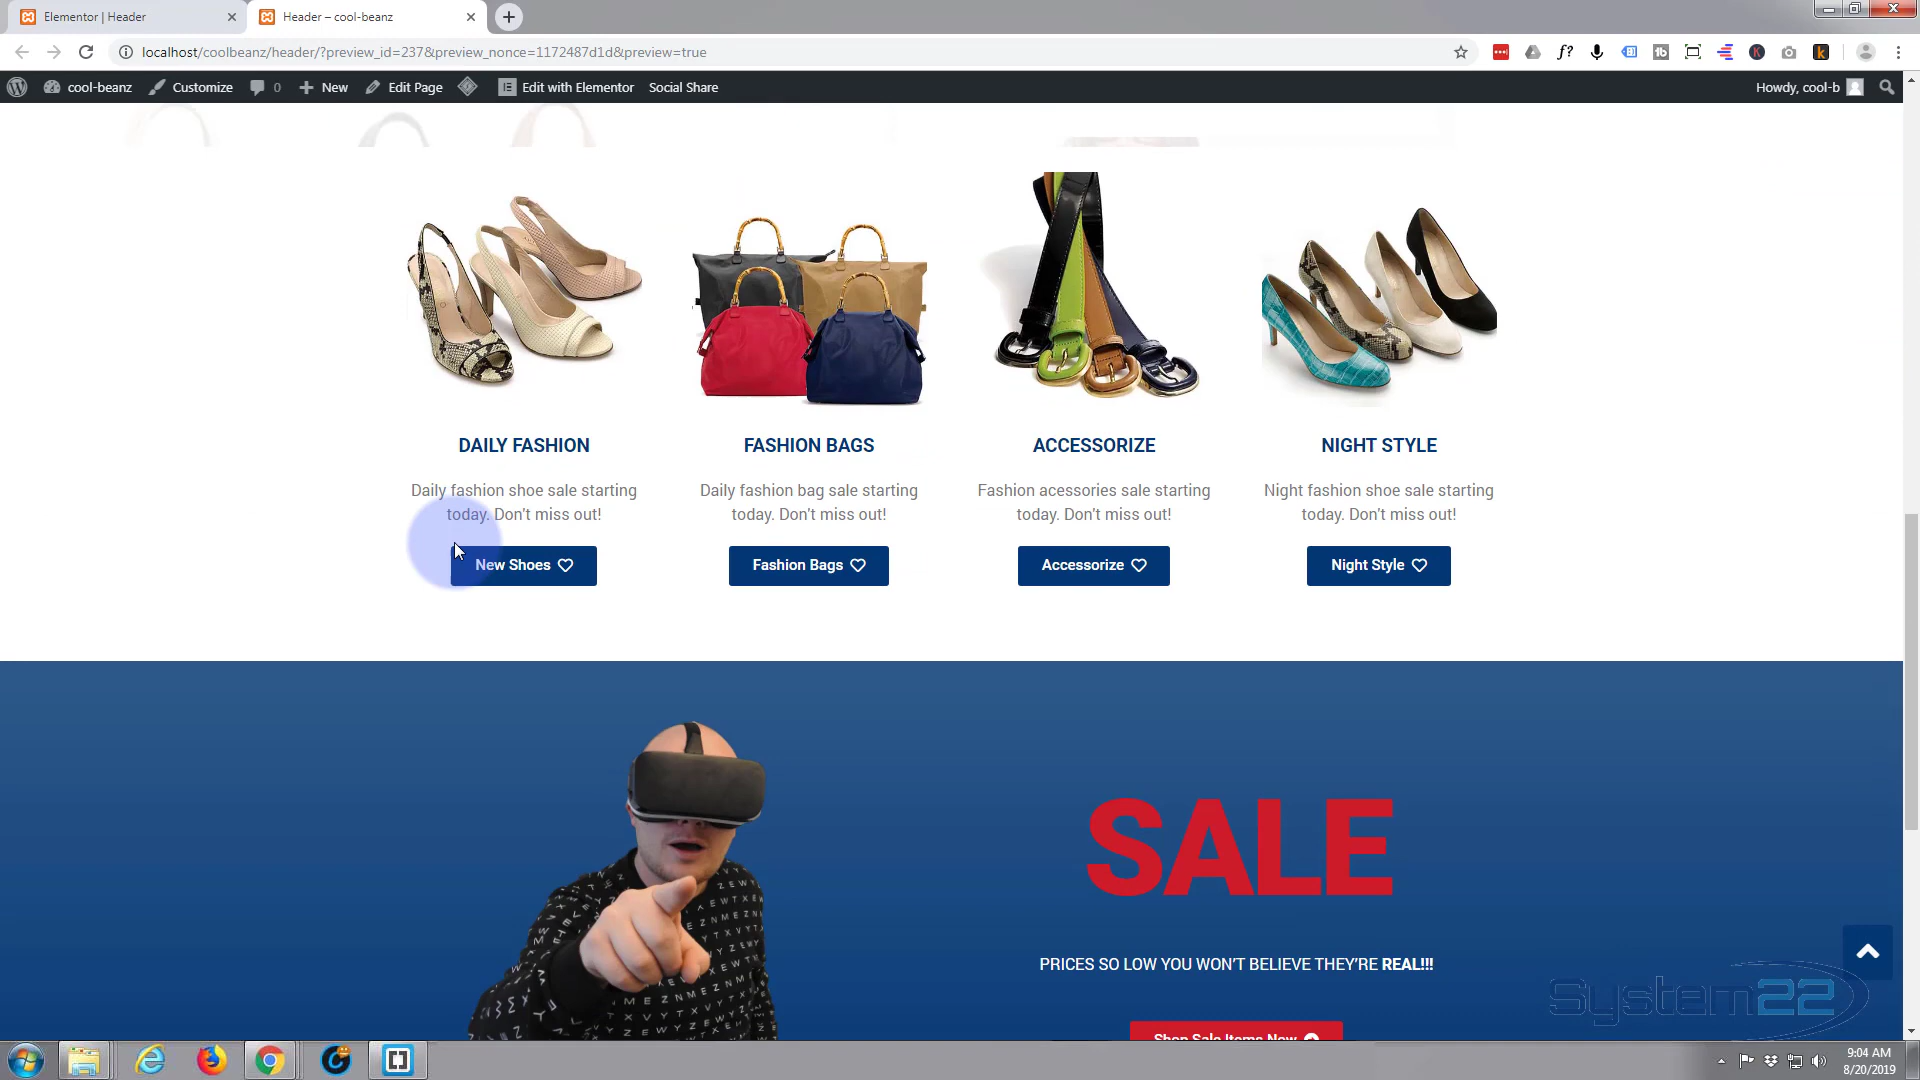 Elementor | Header
Header – cool-beanz
localhost/coolbeanz/header/?preview_id=237&preview_nonce=1172487d1d&preview=true
cool-beanz
Customize
0
New
Edit Page
Edit with Elementor
Social Share
Howdy, cool-b
DAILY FASHION
Daily fashion shoe sale starting
today. Don't miss out!
New Shoes
FASHION BAGS
Daily fashion bag sale starting
today. Don't miss out!
Fashion Bags
ACCESSORIZE
Fashion acessories sale starting
today. Don't miss out!
Accessorize
NIGHT STYLE
Night fashion shoe sale starting
today. Don't miss out!
Night Style
SALE
PRICES SO LOW YOU WON'T BELIEVE THEY'RE REAL!!!
Shop Sale Items Now
System22
9:04 AM
8/20/2019